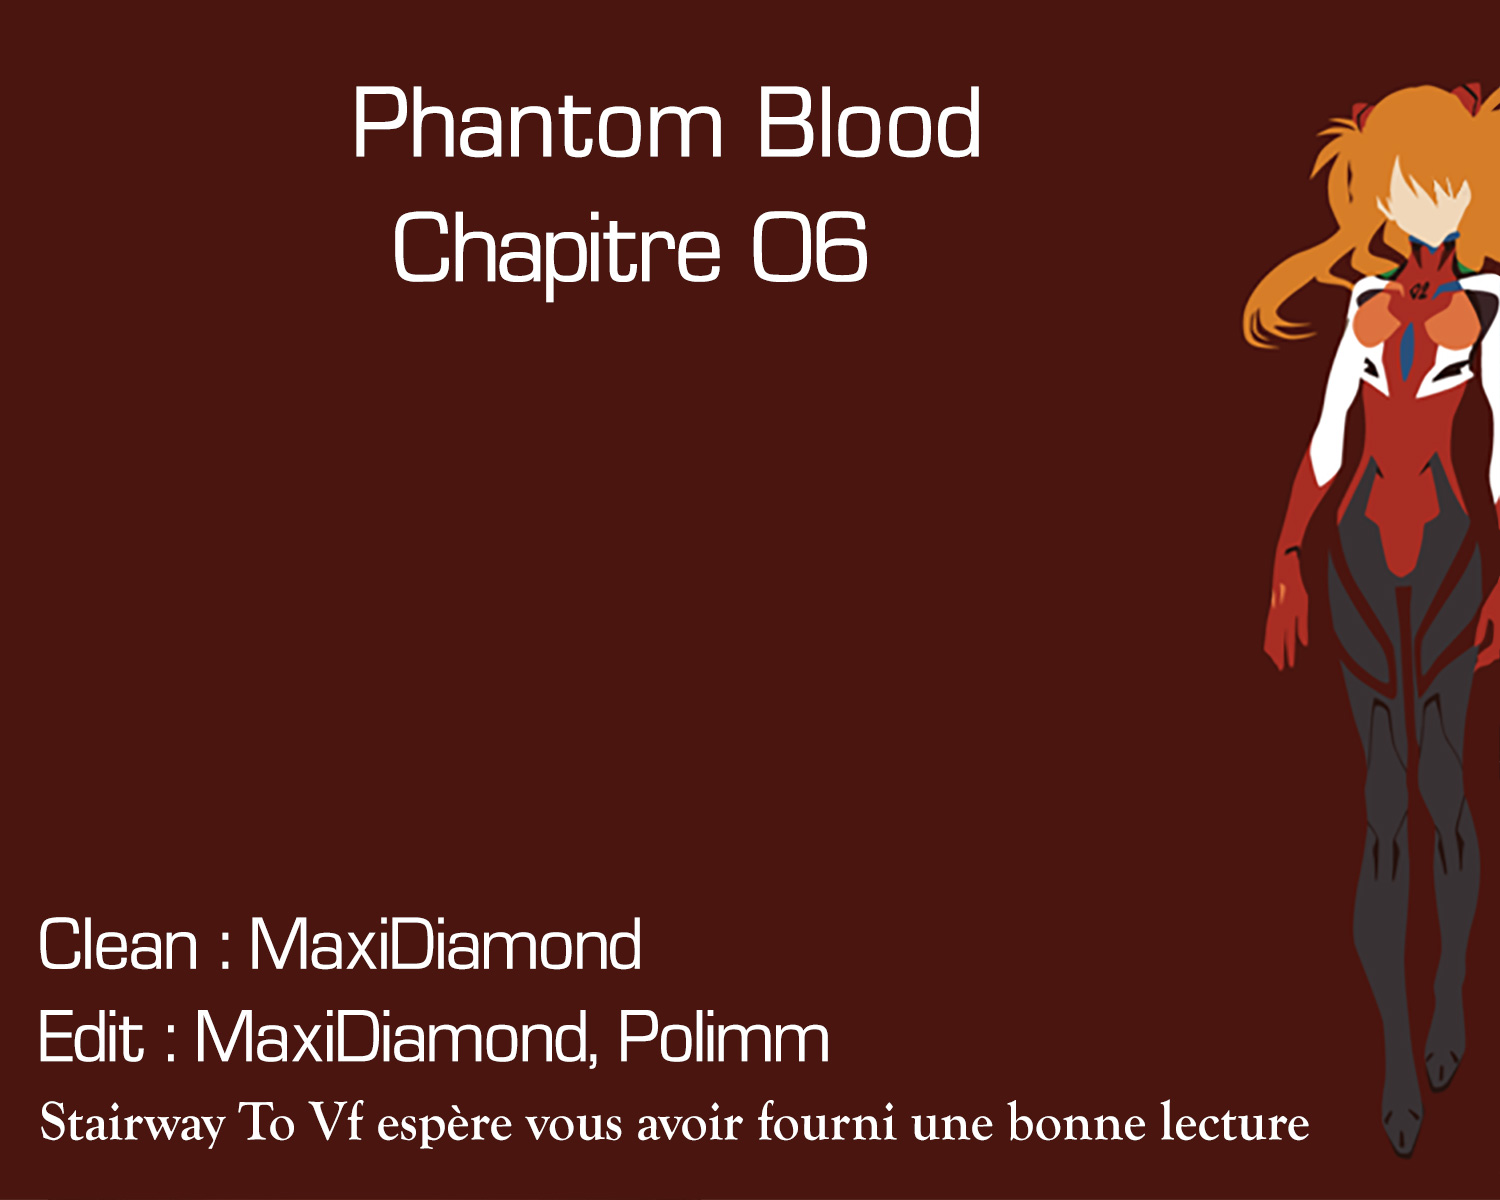 Phantom Blood
Chapitre 06
02
Clean : MaxiDiamond
Edit : MaxiDiamond, Polimm
Stairway To Vf espère vous avoir fourni une bonne lecture